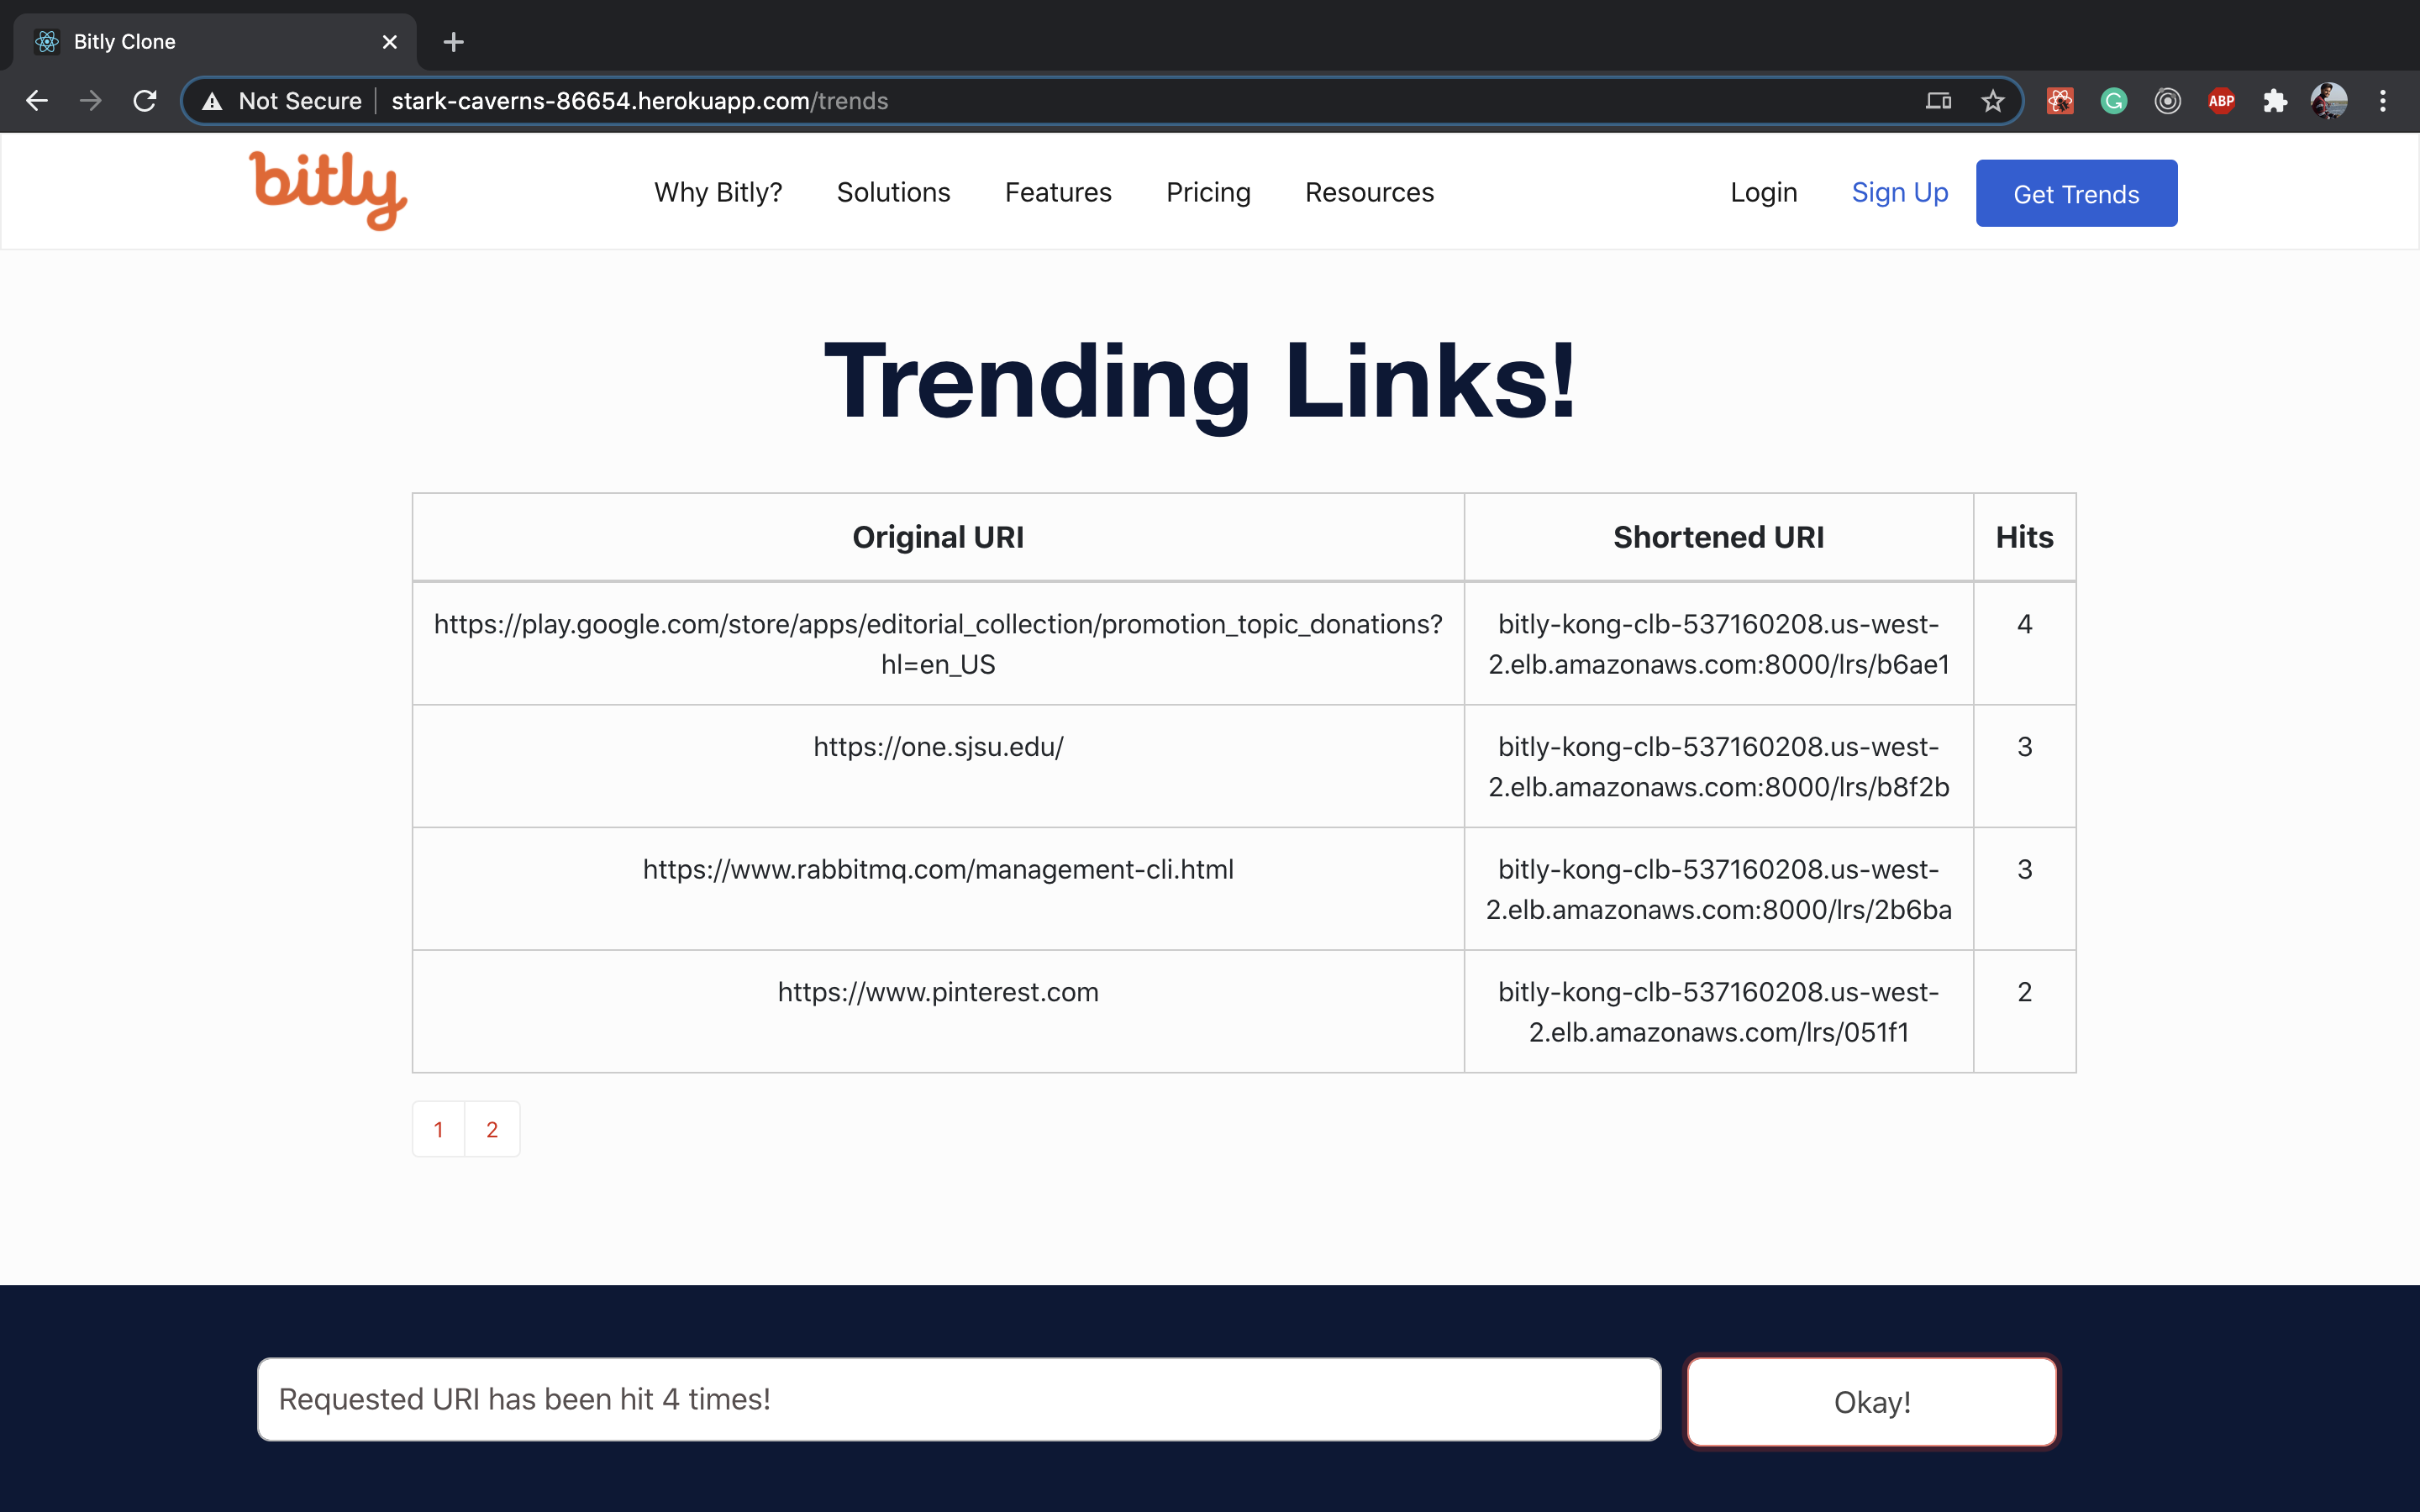 Bitly Clone
Not Secure stark-caverns-86654.herokuapp.com/trends
ABP
bitly
Why Bitly? Solutions Features Pricing Resources Login Sign Up Get Trends
Trending Links!
Original URI Shortened URI Hits
https://play.google.com/store/apps/editorial_collection/promotion_topic_donations? bitly-kong-clb-537160208.us-west- 4
hl=en_US 2.elb.amazonaws.com:8000/lrs/b6ae1
https://one.sjsu.edu/ bitly-kong-clb-537160208.us-west- 3
2.elb.amazonaws.com:8000/lrs/b8f2b
https://www.rabbitmq.com/management-cli.html bitly-kong-clb-537160208.us-west- 3
2.elb.amazonaws.com:8000/lrs/2b6ba
https://www.pinterest.com bitly-kong-clb-537160208.us-west- 2
2.elb.amazonaws.com/lrs/051f1
1 2
Requested URI has been hit 4 times! Okay!